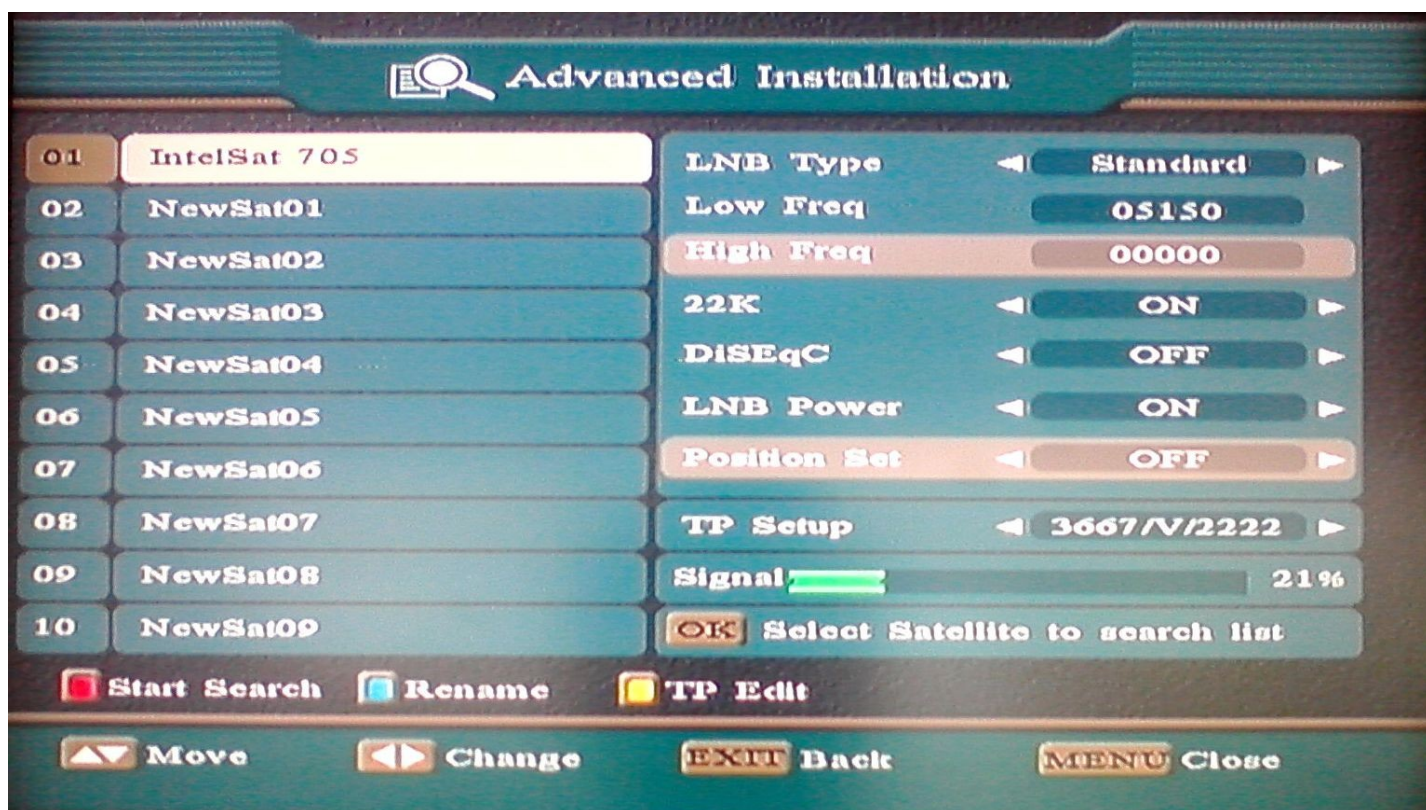 Advanced Installation
01 IntelSat 705
02 NewSat01
03 NewSat02
04 NewSat03
05 NewSat04
06 NewSat05
07 NewSat06
08 NewSat07
09 NewSat08
10 NewSat09
LNB Type Standard
Low Freq 05150
High Freq 00000
22K ON
DiSEqC OFF
LNB Power ON
Position Set OFF
TP Setup 3667/V/2222
Signal 21%
OK Select Satellite to search list
Start Search Rename TP Edit
Move Change EXIT Back MENU Close